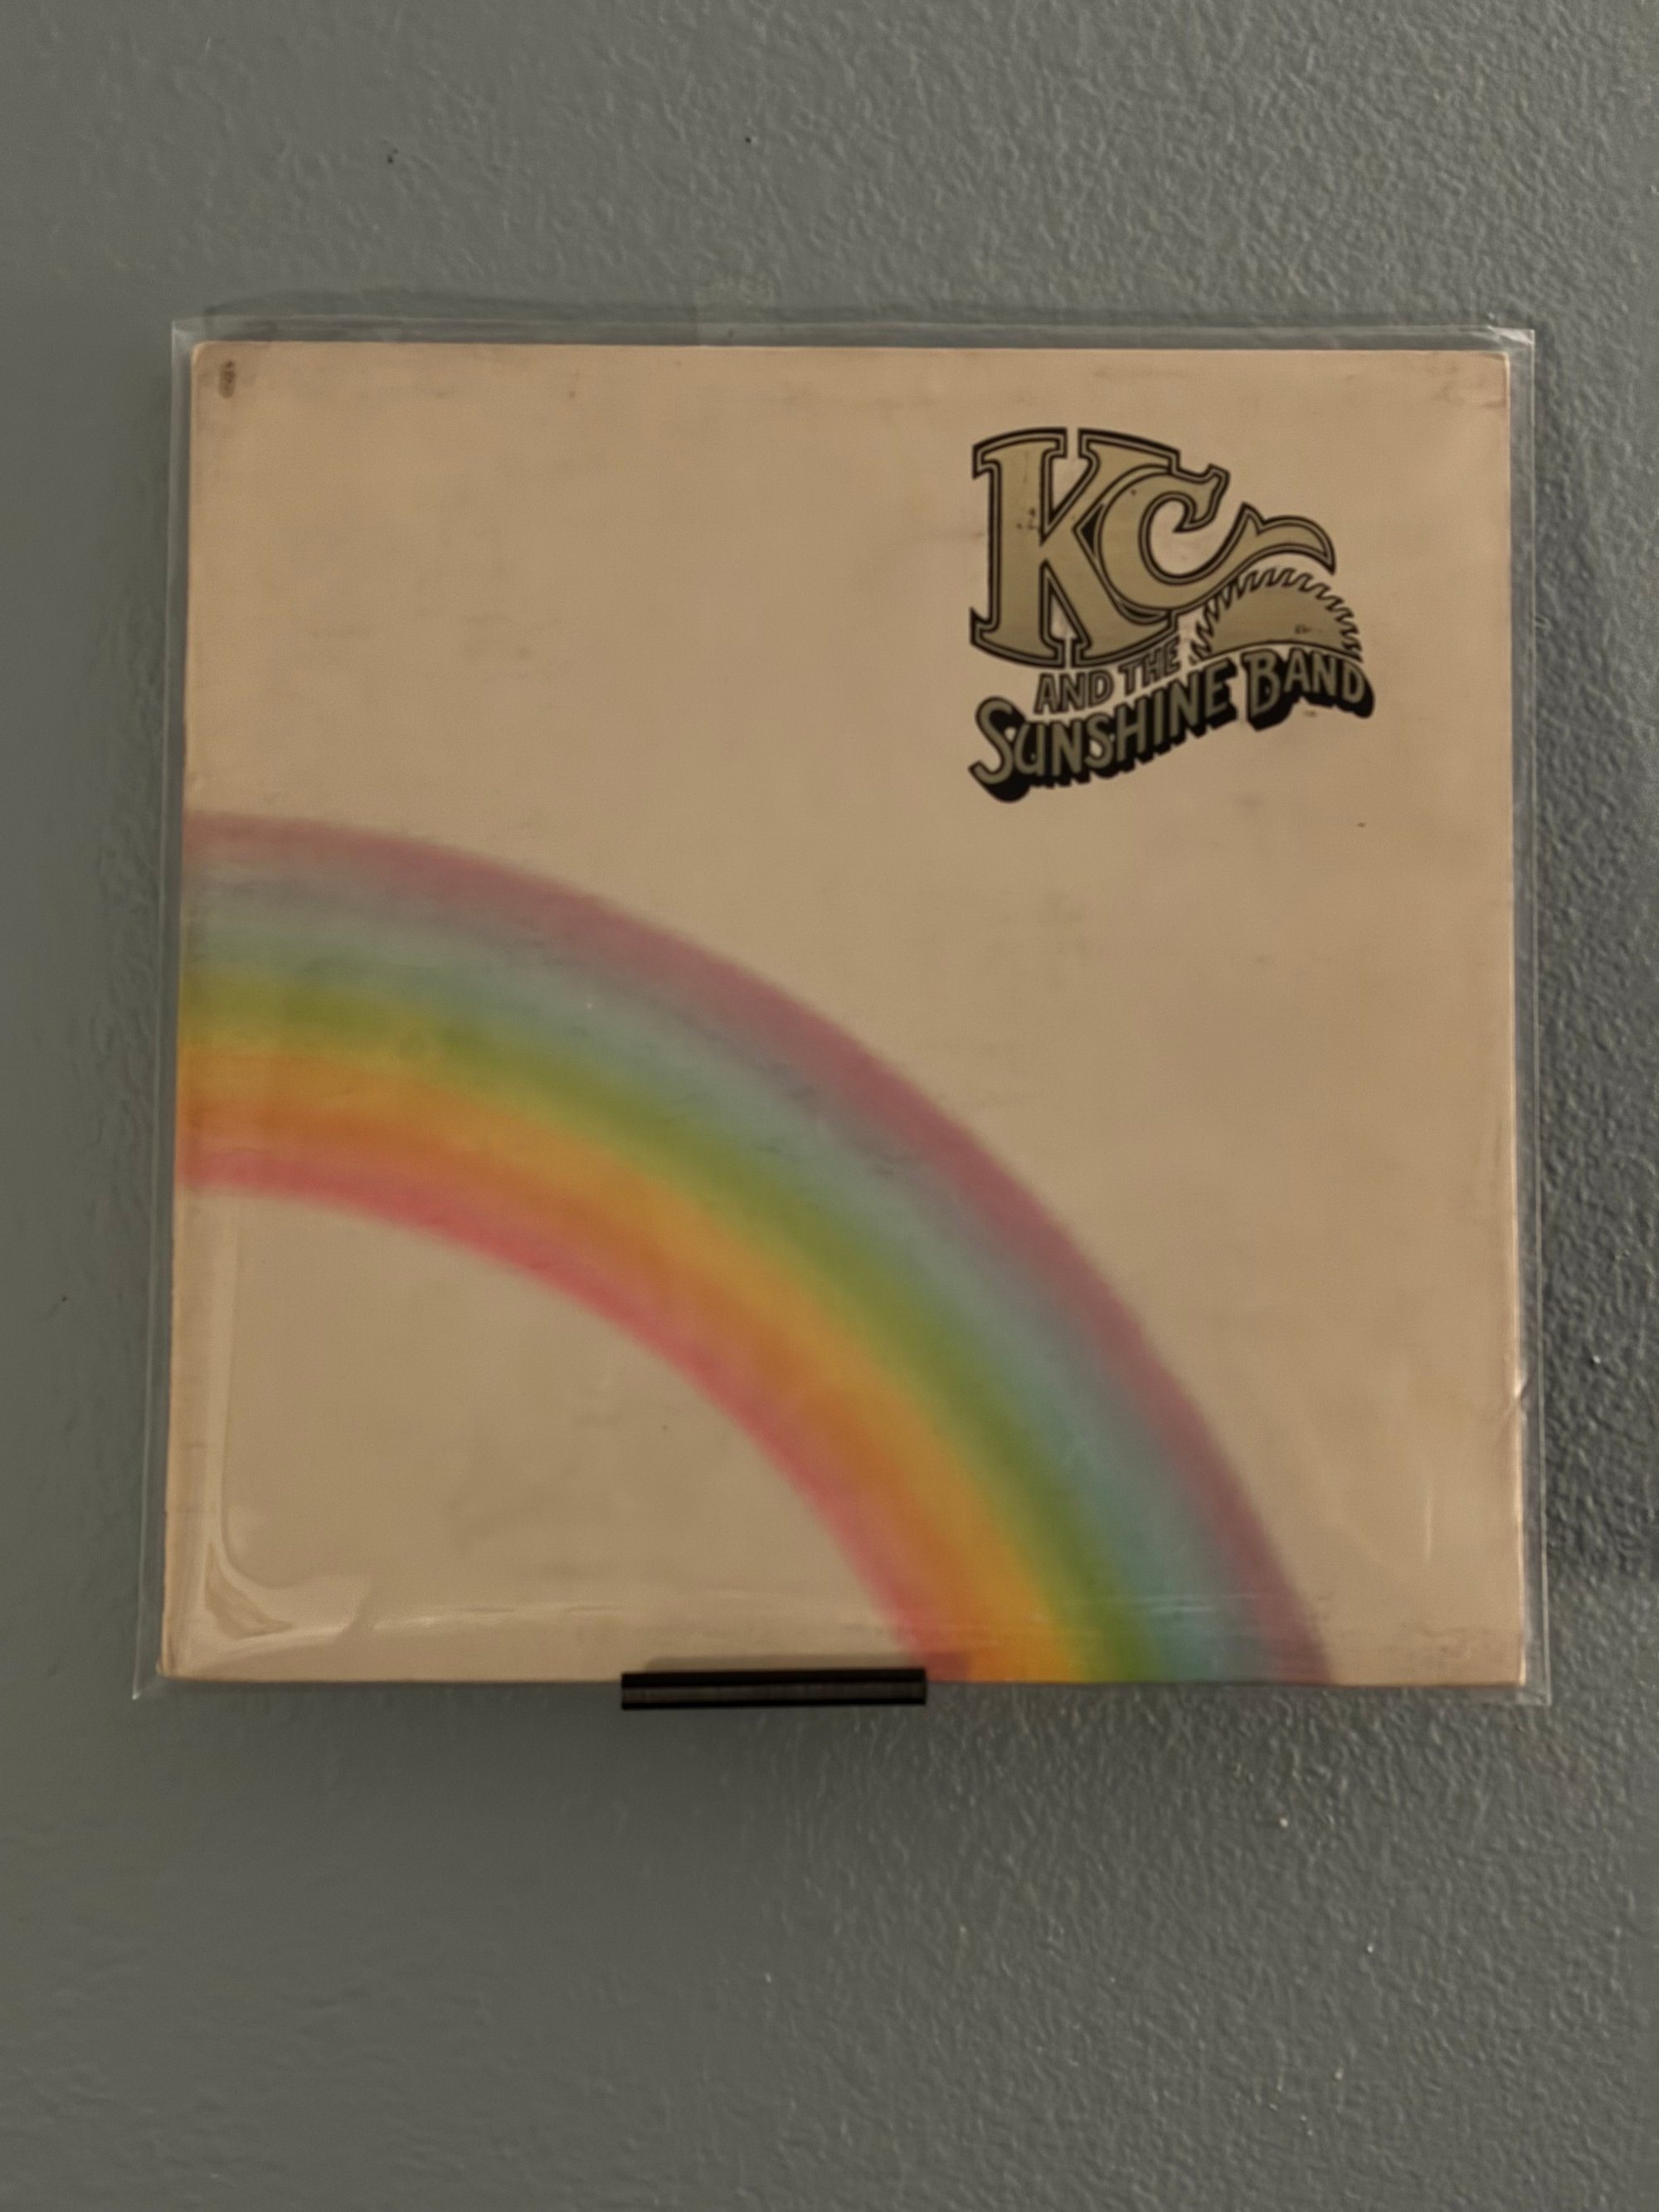 KC
AND THE
SUNSHINE BAND